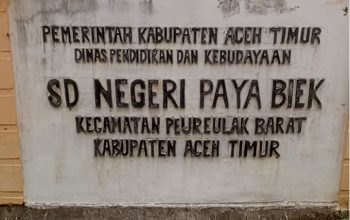 PEMERINTAH KABUPATEN ACEH TIMUR
DINAS PENDIDIKAN DAN KEBUDAYAAN
SD NEGERI PAYA BIEK
KECAMATAN PEUREULAK BARAT
KABUPATEN ACEH TIMUR